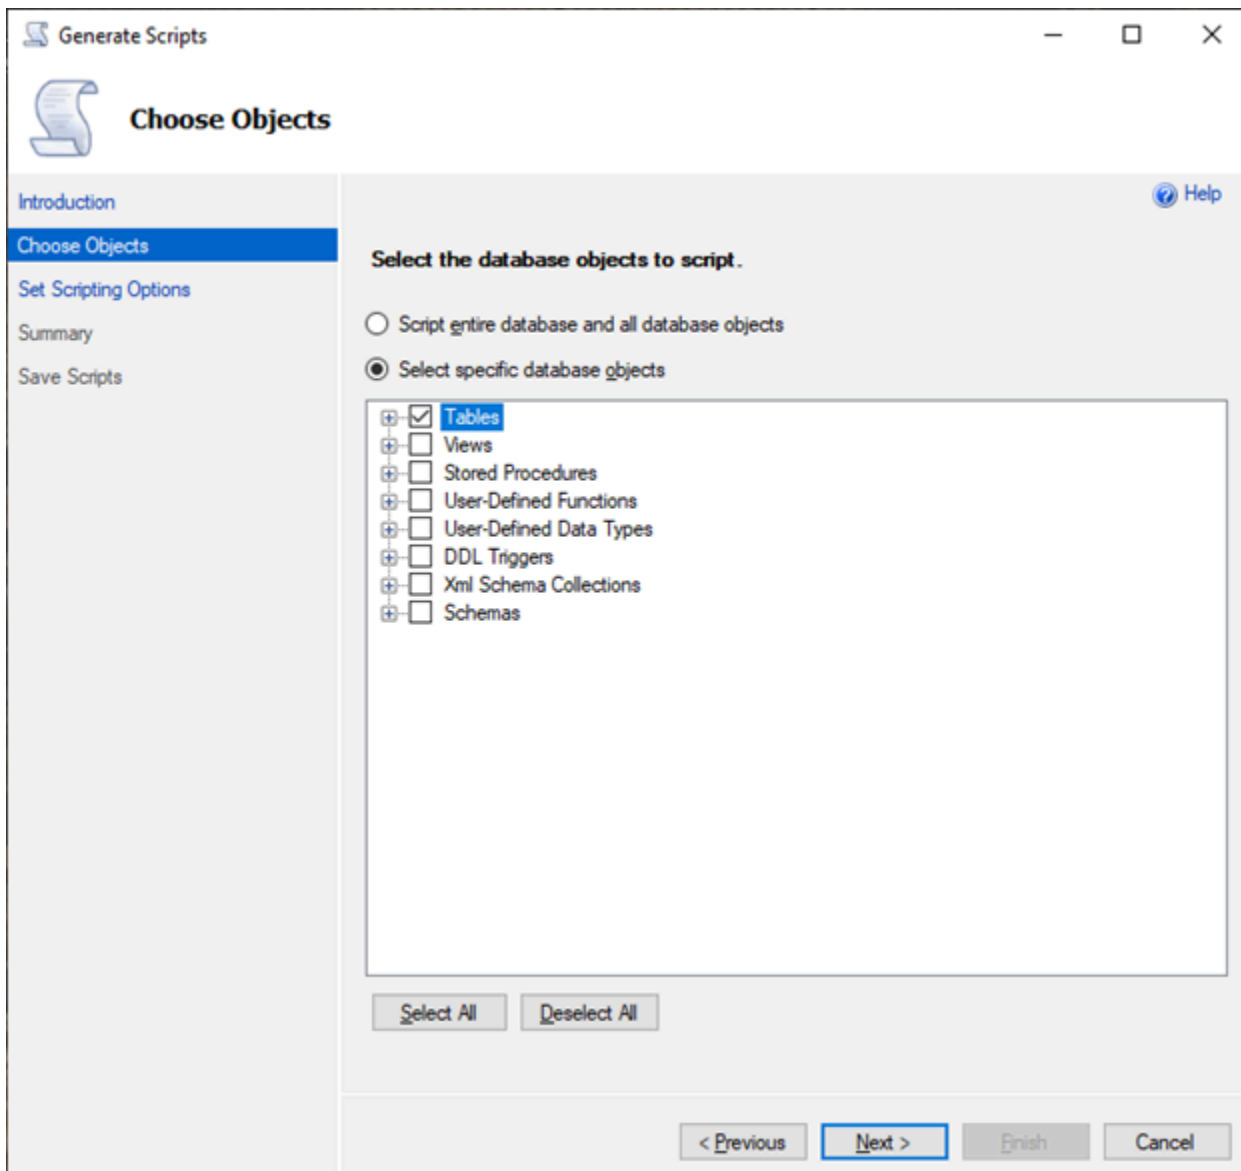 Generate Scripts
Choose Objects
Introduction
Choose Objects
Set Scripting Options
Summary
Save Scripts
Help
Select the database objects to script.
Script entire database and all database objects
Select specific database objects
Tables
Views
Stored Procedures
User-Defined Functions
User-Defined Data Types
DDL Triggers
Xml Schema Collections
Schemas
Select All
Deselect All
< Previous
Next >
Finish
Cancel